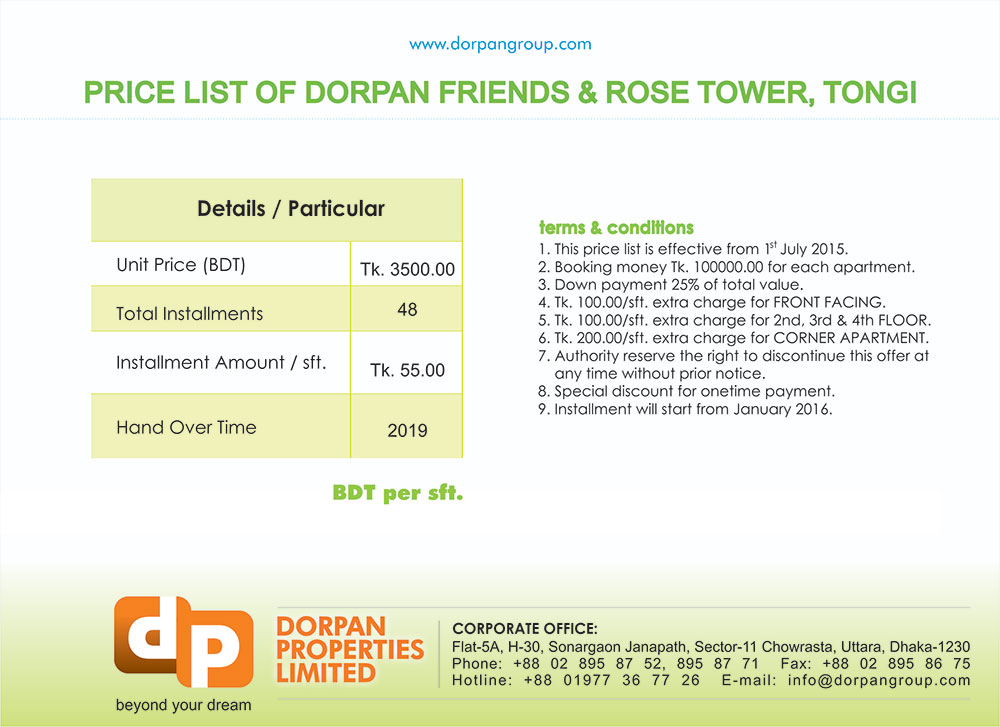 www.dorpangroup.com
PRICE LIST OF DORPAN FRIENDS & ROSE TOWER, TONGI
Details / Particular
Unit Price (BDT) Tk. 3500.00
Total Installments 48
Installment Amount / sft. Tk. 55.00
Hand Over Time 2019
BDT per sft.
terms & conditions
1. This price list is effective from 1st July 2015.
2. Booking money Tk. 100000.00 for each apartment.
3. Down payment 25% of total value.
4. Tk. 100.00/sft. extra charge for FRONT FACING.
5. Tk. 100.00/sft. extra charge for 2nd, 3rd & 4th FLOOR.
6. Tk. 200.00/sft. extra charge for CORNER APARTMENT.
7. Authority reserve the right to discontinue this offer at
any time without prior notice.
8. Special discount for onetime payment.
9. Installment will start from January 2016.
dp
beyond your dream
DORPAN
PROPERTIES
LIMITED
CORPORATE OFFICE:
Flat-5A, H-30, Sonargaon Janapath, Sector-11 Chowrasta, Uttara, Dhaka-1230
Phone: +88 02 895 87 52, 895 87 71 Fax: +88 02 895 86 75
Hotline: +88 01977 36 77 26 E-mail: info@dorpangroup.com